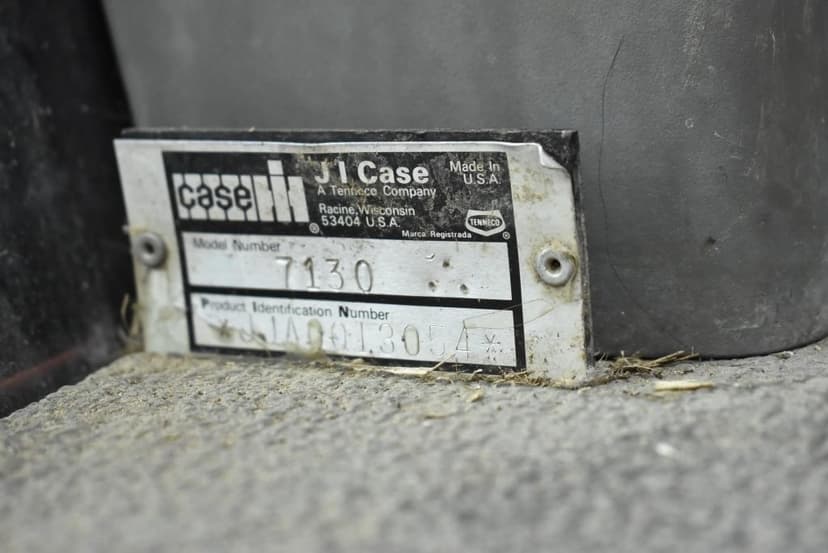 case IH
®
J I Case
A Tenneco Company
Racine, Wisconsin
53404 U.S.A.
Made In
U.S.A.
TENNECO
®
Marca Registrada
Model Number
7130
Product Identification Number
*JJA0013054*